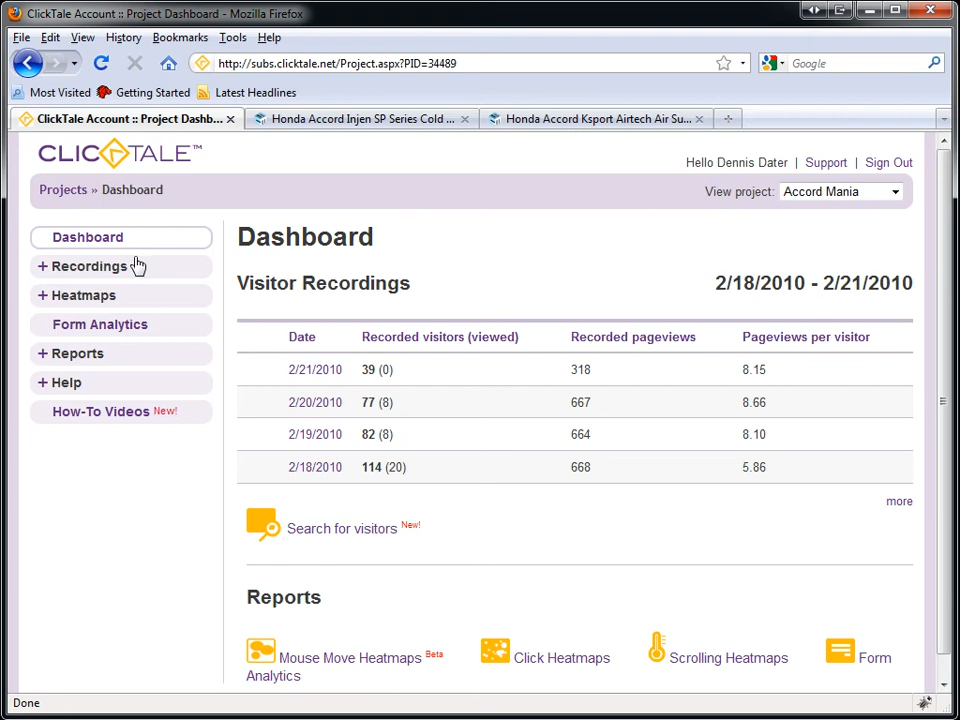 ClickTale Account :: Project Dashboard - Mozilla Firefox
File Edit View History Bookmarks Tools Help
http://subs.clicktale.net/Project.aspx?PID=34489
Google
Most Visited Getting Started Latest Headlines
ClickTale Account :: Project Dashb... Honda Accord Injen SP Series Cold ... Honda Accord Ksport Airtech Air Su...
CLICKTALE™
Hello Dennis Dater | Support | Sign Out
Projects » Dashboard
View project: Accord Mania
Dashboard
+ Recordings
+ Heatmaps
Form Analytics
+ Reports
+ Help
How-To Videos New!
Dashboard
Visitor Recordings 2/18/2010 - 2/21/2010
Date Recorded visitors (viewed) Recorded pageviews Pageviews per visitor
2/21/2010 39 (0) 318 8.15
2/20/2010 77 (8) 667 8.66
2/19/2010 82 (8) 664 8.10
2/18/2010 114 (20) 668 5.86
more
Search for visitors New!
Reports
Mouse Move Heatmaps Beta Click Heatmaps Scrolling Heatmaps Form
Analytics
Done